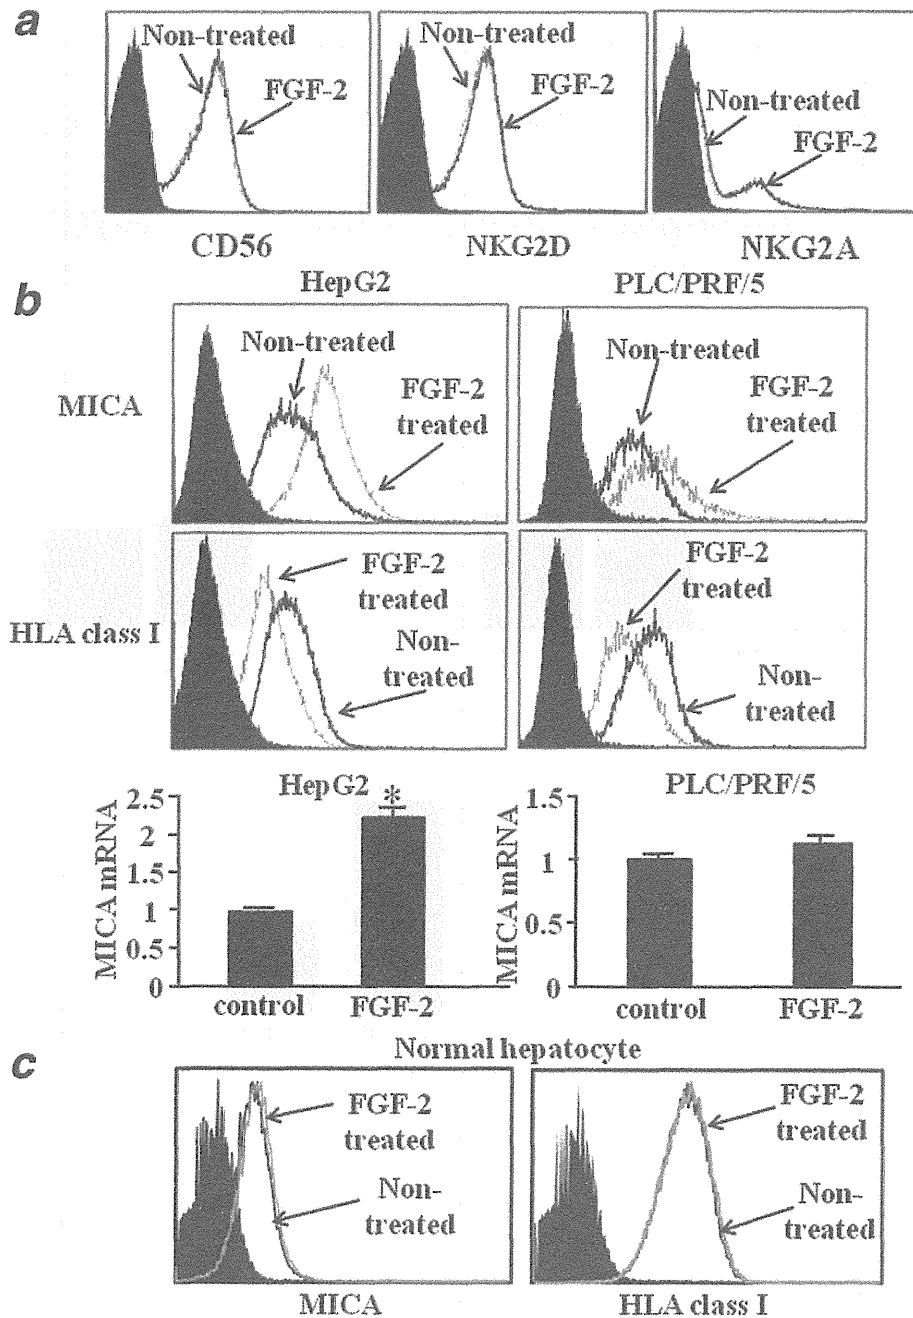 a
Non-treated
FGF-2
CD56
Non-treated
FGF-2
NKG2D
Non-treated
FGF-2
NKG2A
b
HepG2
PLC/PRF/5
MICA
Non-treated
FGF-2
treated
Non-treated
FGF-2
treated
HLA class I
FGF-2
treated
Non-
treated
FGF-2
treated
Non-
treated
HepG2
MICA mRNA
2.5
2
1.5
1
0.5
0
*
control
FGF-2
PLC/PRF/5
MICA mRNA
1.5
1
0.5
0
control
FGF-2
c
Normal hepatocyte
FGF-2
treated
Non-
treated
MICA
FGF-2
treated
Non-
treated
HLA class I